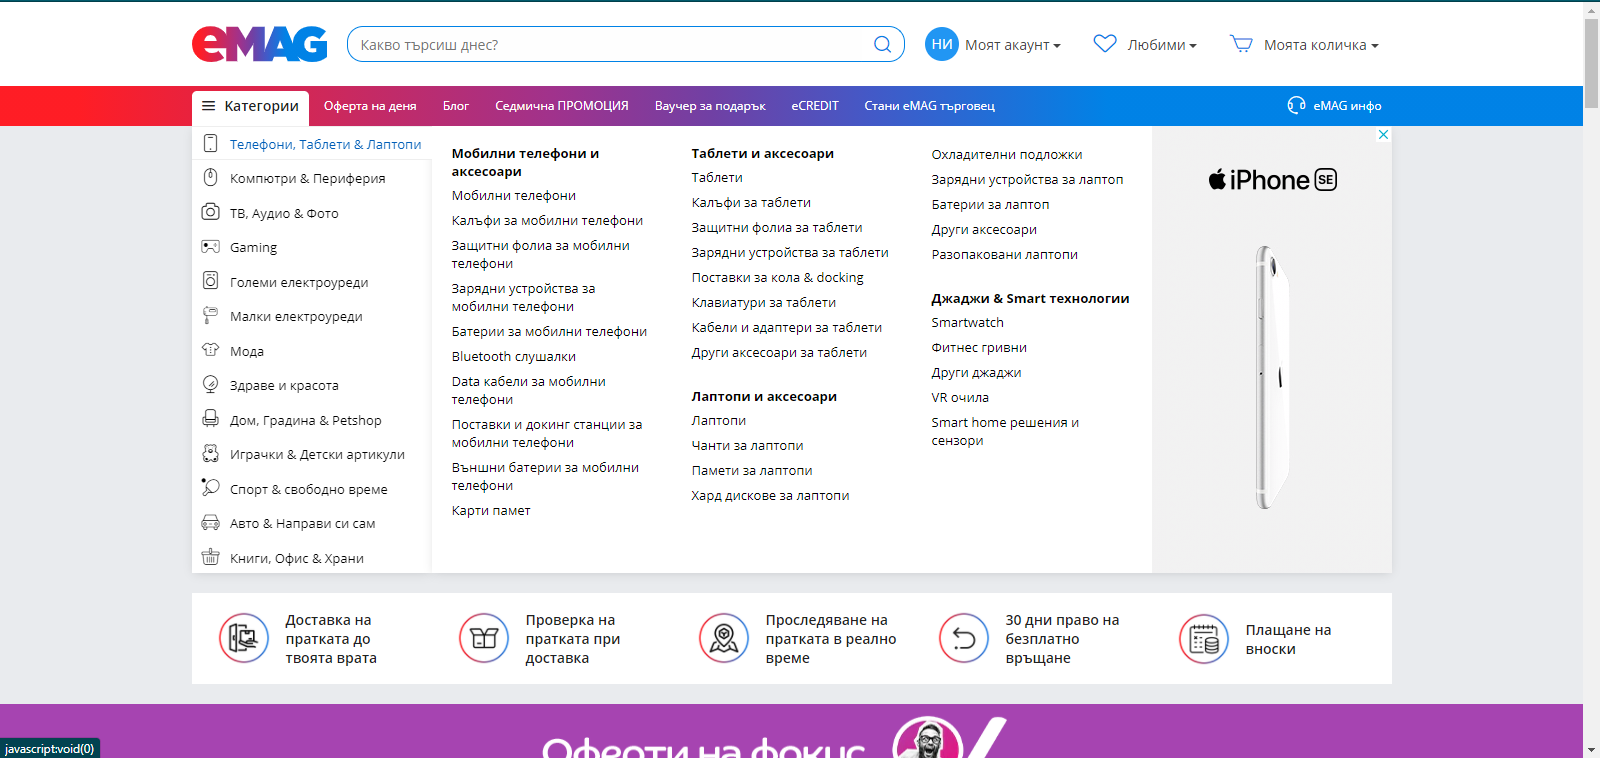 eMAG
Какво търсиш днес?
НИ Моят акаунт
Любими
Моята количка
Категории
Оферта на деня
Блог
Седмична ПРОМОЦИЯ
Ваучер за подарък
eCREDIT
Стани eMAG търговец
eMAG инфо
Телефони, Таблети & Лаптопи
Компютри & Периферия
ТВ, Аудио & Фото
Gaming
Големи електроуреди
Малки електроуреди
Мода
Здраве и красота
Дом, Градина & Petshop
Играчки & Детски артикули
Спорт & свободно време
Авто & Направи си сам
Книги, Офис & Храни
Мобилни телефони и
аксесоари
Мобилни телефони
Калъфи за мобилни телефони
Защитни фолиа за мобилни
телефони
Зарядни устройства за
мобилни телефони
Батерии за мобилни телефони
Bluetooth слушалки
Data кабели за мобилни
телефони
Поставки и докинг станции за
мобилни телефони
Външни батерии за мобилни
телефони
Карти памет
Таблети и аксесоари
Таблети
Калъфи за таблети
Защитни фолиа за таблети
Зарядни устройства за таблети
Поставки за кола & docking
Клавиатури за таблети
Кабели и адаптери за таблети
Други аксесоари за таблети
Лаптопи и аксесоари
Лаптопи
Чанти за лаптопи
Памети за лаптопи
Хард дискове за лаптопи
Охладителни подложки
Зарядни устройства за лаптоп
Батерии за лаптоп
Други аксесоари
Разопаковани лаптопи
Джаджи & Smart технологии
Smartwatch
Фитнес гривни
Други джаджи
VR очила
Smart home решения и
сензори
iPhone SE
Доставка на
пратката до
твоята врата
Проверка на
пратката при
доставка
Проследяване на
пратката в реално
време
30 дни право на
безплатно
връщане
Плащане на
вноски
Оферти на фокус
javascript:void(0)